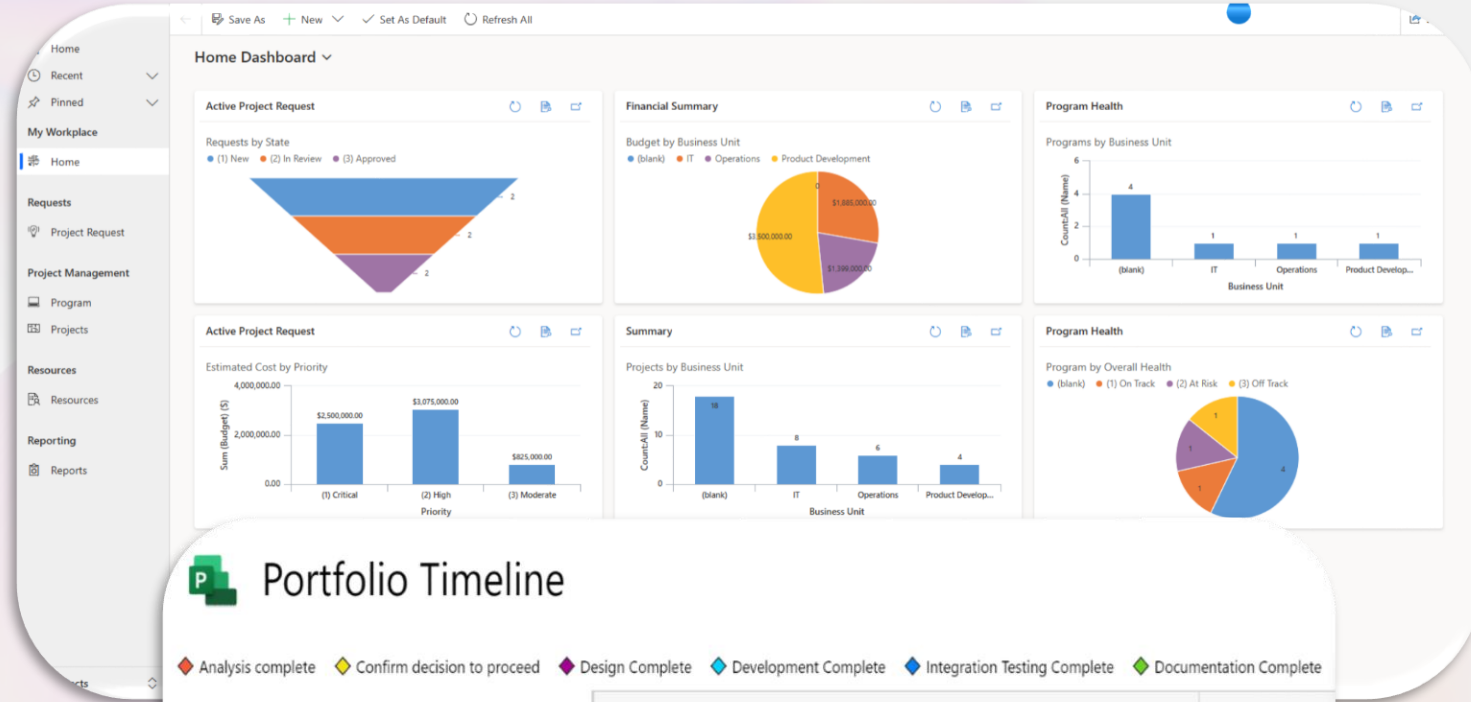 Save As New Set As Default Refresh All
Home
Recent
Pinned
My Workplace
Home
Requests
Project Request
Project Management
Program
Projects
Resources
Resources
Reporting
Reports
Home Dashboard
Active Project Request
Requests by State
(1) New (2) In Review (3) Approved
2
2
2
Financial Summary
Budget by Business Unit
(blank) IT Operations Product Development
0
$1,685,000.00
$3,500,000.00
$1,399,000.00
Program Health
Programs by Business Unit
6
4
2
0
Count:All (Name)
4
1
1
1
(blank) IT Operations Product Develop...
Business Unit
Active Project Request
Estimated Cost by Priority
4,000,000.00
2,000,000.00
0.00
Sum (Budget) ($)
$2,500,000.00
$3,075,000.00
$825,000.00
(1) Critical (2) High (3) Moderate
Priority
Summary
Projects by Business Unit
20
10
0
Count:All (Name)
18
8
6
4
(blank) IT Operations Product Develop...
Business Unit
Program Health
Program by Overall Health
(blank) (1) On Track (2) At Risk (3) Off Track
1
1
1
4
P
Portfolio Timeline
Analysis complete Confirm decision to proceed Design Complete Development Complete Integration Testing Complete Documentation Complete